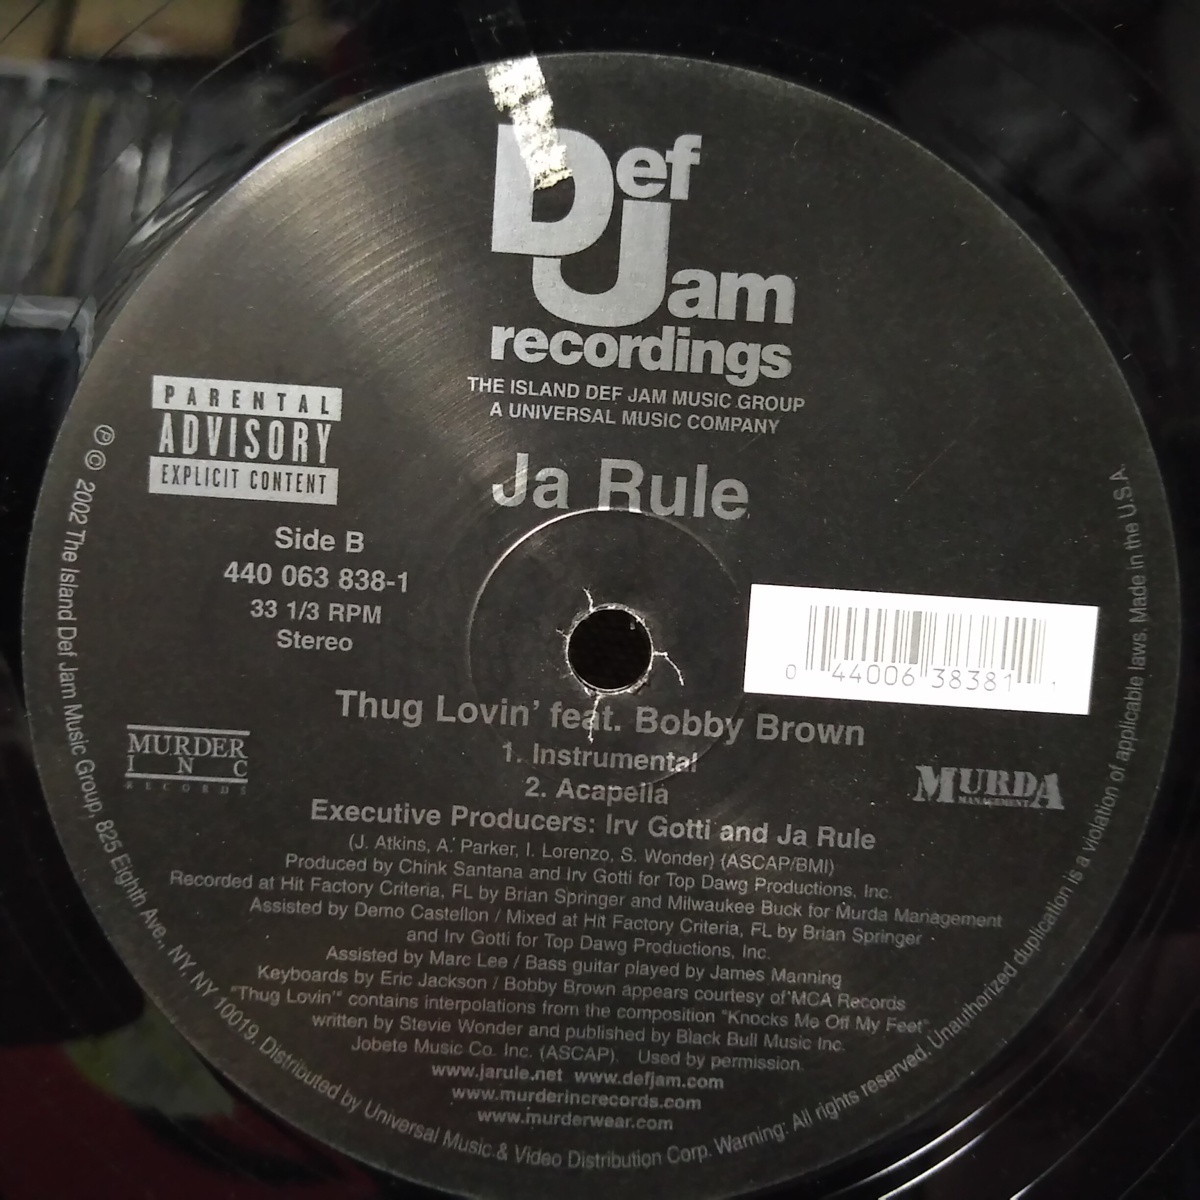 Def
Jam
recordings
THE ISLAND DEF JAM MUSIC GROUP
A UNIVERSAL MUSIC COMPANY
Ja Rule
PARENTAL
ADVISORY
EXPLICIT CONTENT
Side B
440 063 838-1
33 1/3 RPM
Stereo
0 44006 38381 1
Thug Lovin' feat. Bobby Brown
1. Instrumental
2. Acapella
MURDER
INC
RECORDS
MURDA
MANAGEMENT
Executive Producers: Irv Gotti and Ja Rule
(J. Atkins, A. Parker, I. Lorenzo, S. Wonder) (ASCAP/BMI)
Produced by Chink Santana and Irv Gotti for Top Dawg Productions, Inc.
Recorded at Hit Factory Criteria, FL by Brian Springer and Milwaukee Buck for Murda Management
Assisted by Demo Castellon / Mixed at Hit Factory Criteria, FL by Brian Springer
and Irv Gotti for Top Dawg Productions, Inc.
Assisted by Marc Lee / Bass guitar played by James Manning
Keyboards by Eric Jackson / Bobby Brown appears courtesy of MCA Records
"Thug Lovin'" contains interpolations from the composition "Knocks Me Off My Feet"
written by Stevie Wonder and published by Black Bull Music Inc.
Jobete Music Co. Inc. (ASCAP). Used by permission.
www.jarule.net www.defjam.com
www.murderincrecords.com
www.murderwear.com
℗ © 2002 The Island Def Jam Music Group, 825 Eighth Ave., NY, NY 10019. Distributed by Universal Music & Video Distribution Corp. Warning: All rights reserved. Unauthorized duplication is a violation of applicable laws. Made in the U.S.A.